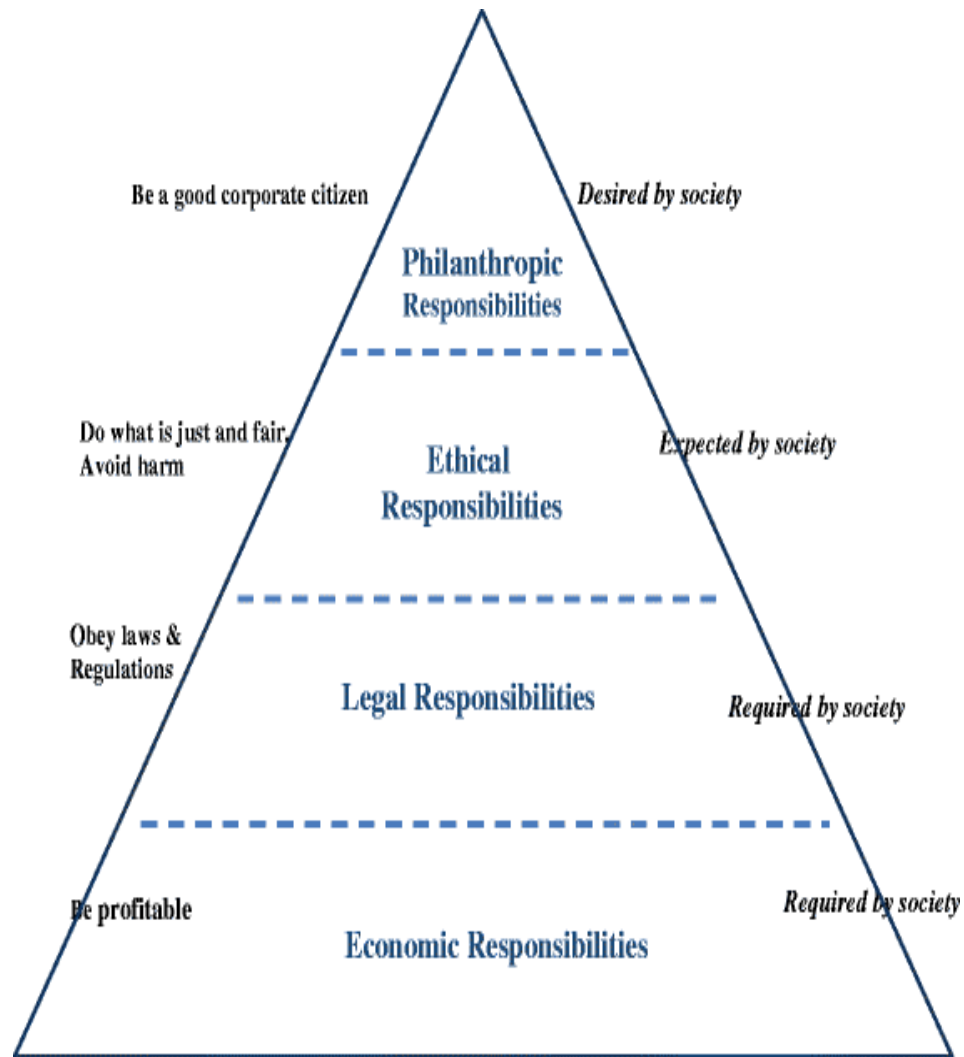 Be a good corporate citizen
Desired by society
Philanthropic
Responsibilities
Do what is just and fair,
Avoid harm
Expected by society
Ethical
Responsibilities
Obey laws &
Regulations
Legal Responsibilities
Required by society
Be profitable
Required by society
Economic Responsibilities